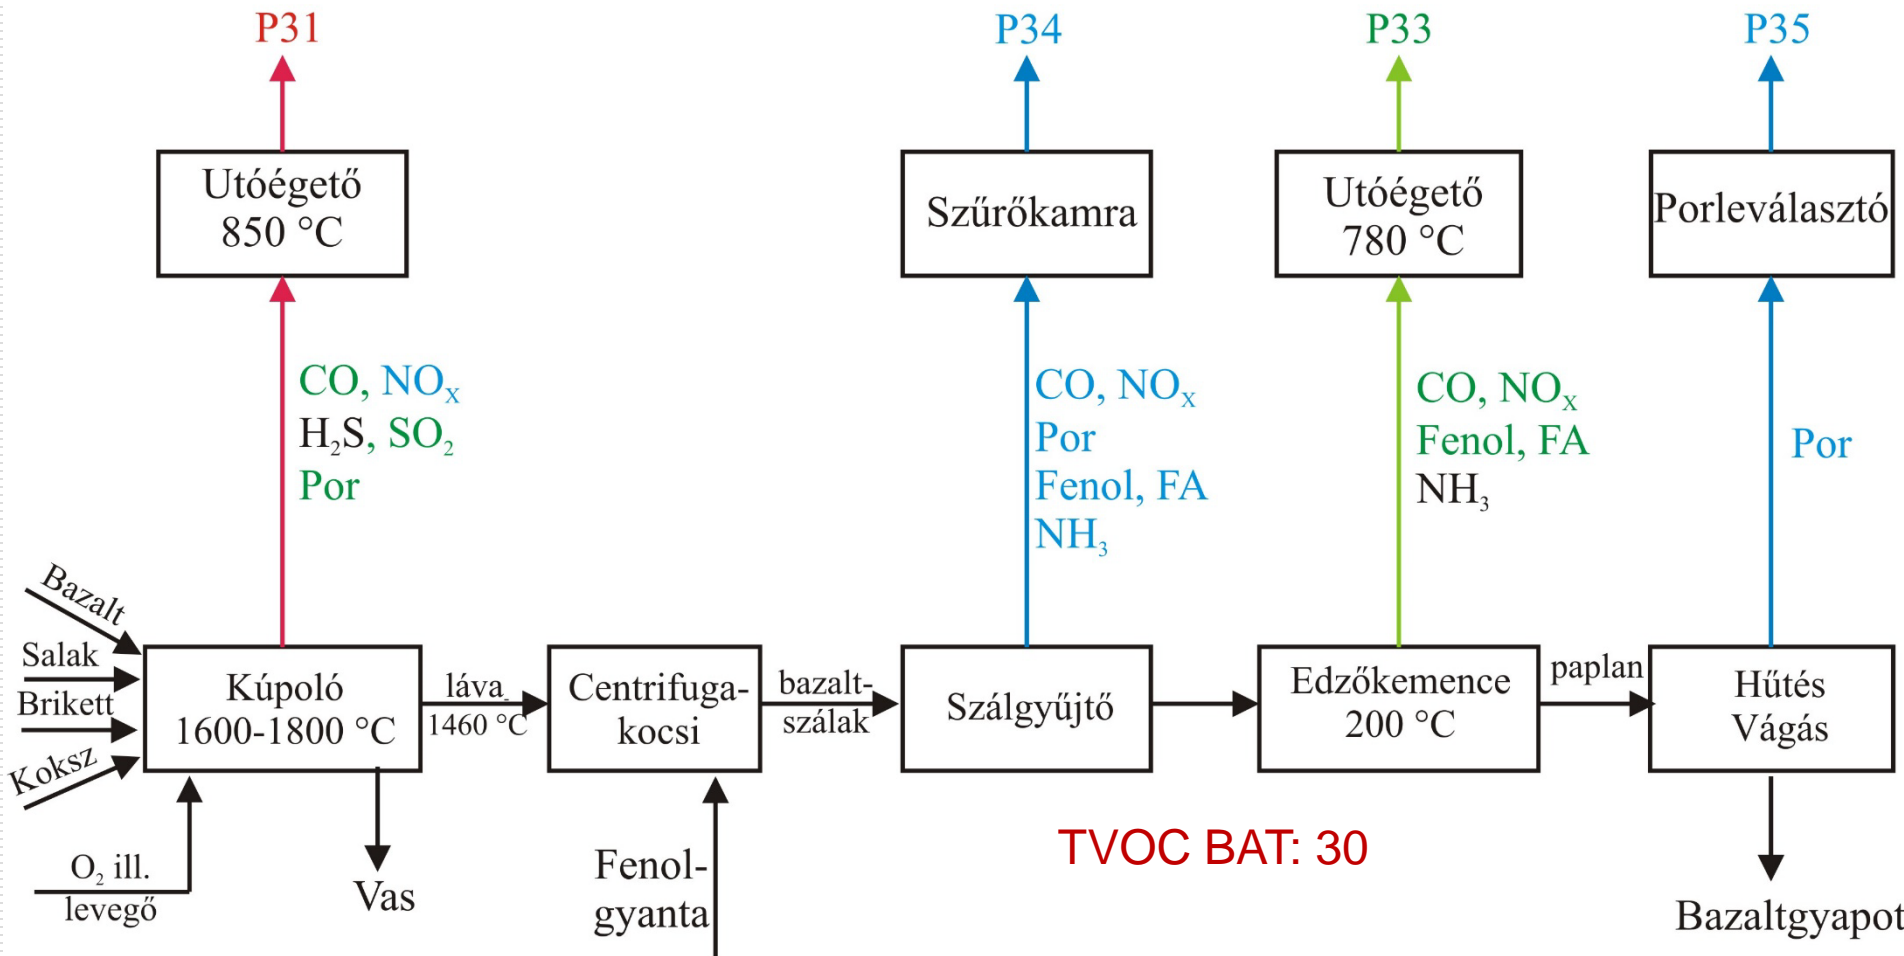 P31
P34
P33
P35
Utóégető
850 °C
Szűrőkamra
Utóégető
780 °C
Porleválasztó
CO, NOₓ
H₂S, SO₂
Por
CO, NOₓ
Por
Fenol, FA
NH₃
CO, NOₓ
Fenol, FA
NH₃
Por
Bazalt
Salak
Brikett
Koksz
O₂ ill.
levegő
Kúpoló
1600-1800 °C
Vas
láva
1460 °C
Centrifuga-
kocsi
Fenol-
gyanta
bazalt-
szálak
Szálgyűjtő
Edzőkemence
200 °C
paplan
Hűtés
Vágás
TVOC BAT: 30
Bazaltgyapot